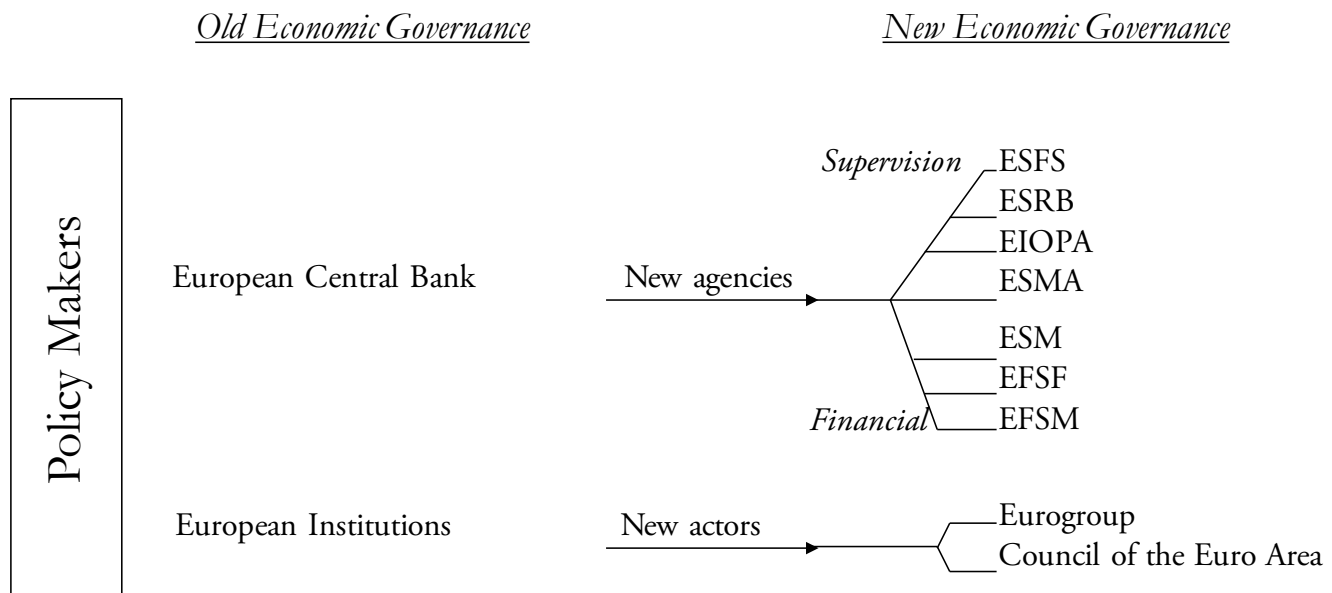 Old Economic Governance
New Economic Governance
Policy Makers
European Central Bank
New agencies
Supervision
ESFS
ESRB
EIOPA
ESMA
ESM
EFSF
Financial
EFSM
European Institutions
New actors
Eurogroup
Council of the Euro Area